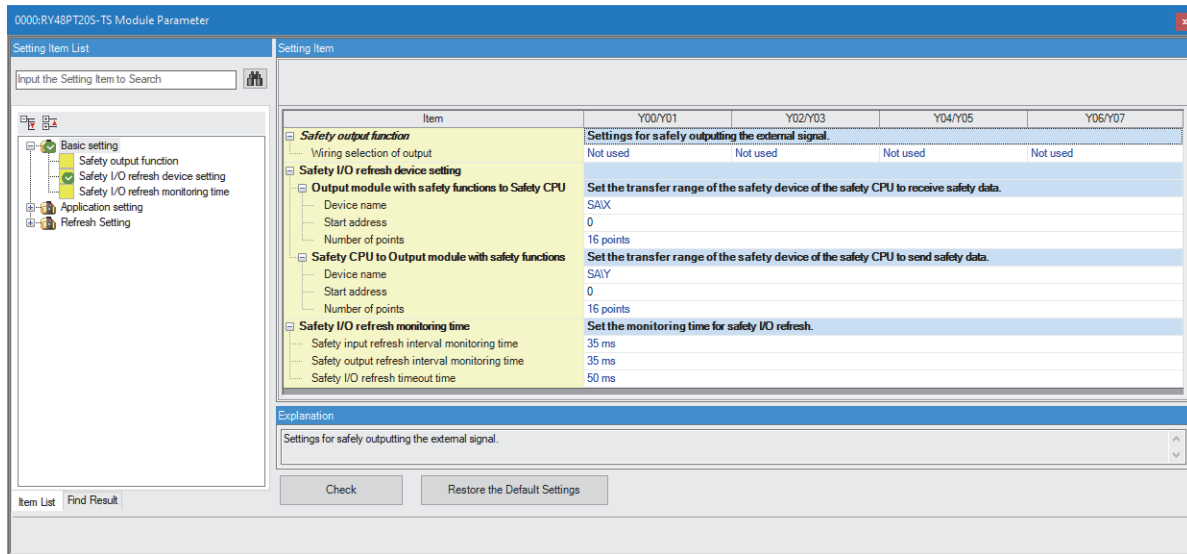 0000:RY48PT20S-TS Module Parameter
x
Setting Item List
Input the Setting Item to Search
Basic setting
Safety output function
Safety I/O refresh device setting
Safety I/O refresh monitoring time
Application setting
Refresh Setting
Item List Find Result
Setting Item
Item Y00/Y01 Y02/Y03 Y04/Y05 Y06/Y07
Safety output function Settings for safely outputting the external signal.
Wiring selection of output Not used Not used Not used Not used
Safety I/O refresh device setting
Output module with safety functions to Safety CPU Set the transfer range of the safety device of the safety CPU to receive safety data.
Device name SA\X
Start address 0
Number of points 16 points
Safety CPU to Output module with safety functions Set the transfer range of the safety device of the safety CPU to send safety data.
Device name SA\Y
Start address 0
Number of points 16 points
Safety I/O refresh monitoring time Set the monitoring time for safety I/O refresh.
Safety input refresh interval monitoring time 35 ms
Safety output refresh interval monitoring time 35 ms
Safety I/O refresh timeout time 50 ms
Explanation
Settings for safely outputting the external signal.
Check Restore the Default Settings